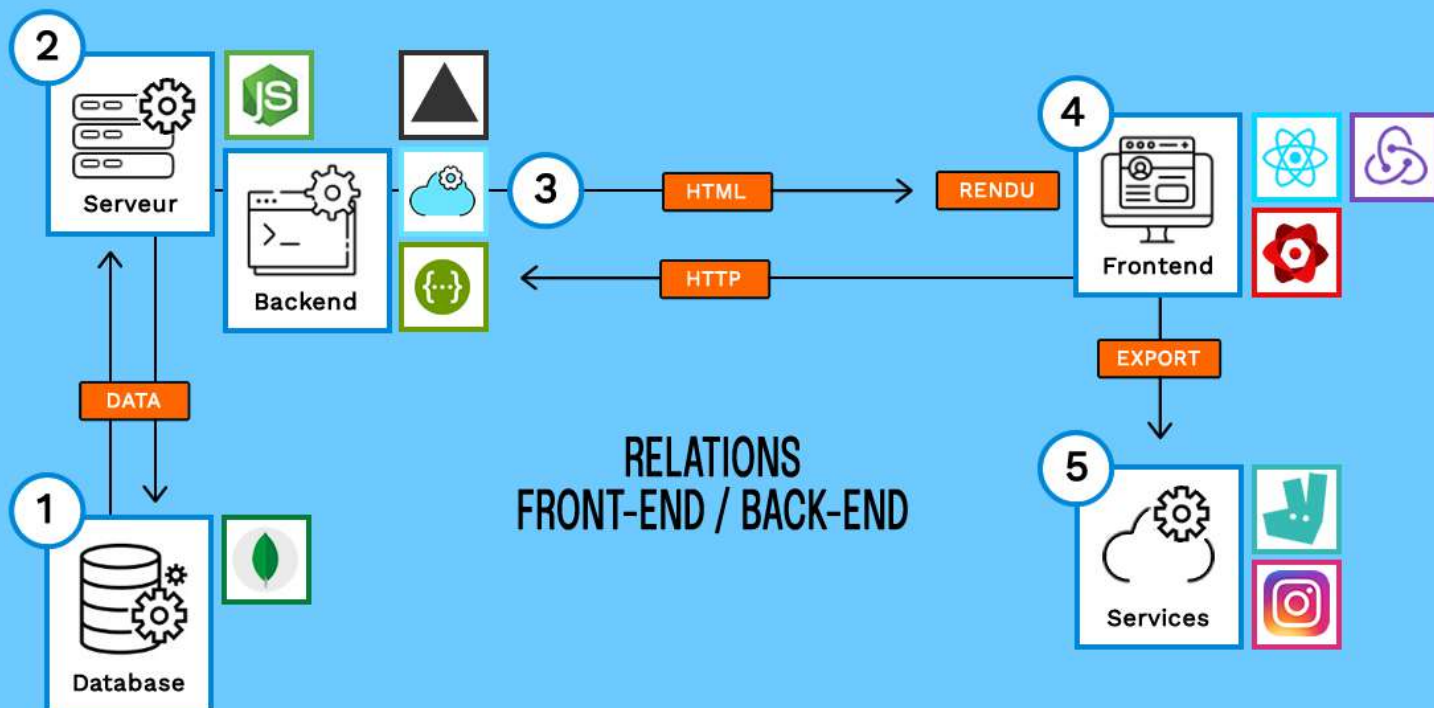 2
JS
Serveur
Backend
{...}
3
HTML
RENDU
HTTP
4
Frontend
EXPORT
DATA
RELATIONS
FRONT-END / BACK-END
1
Database
5
Services